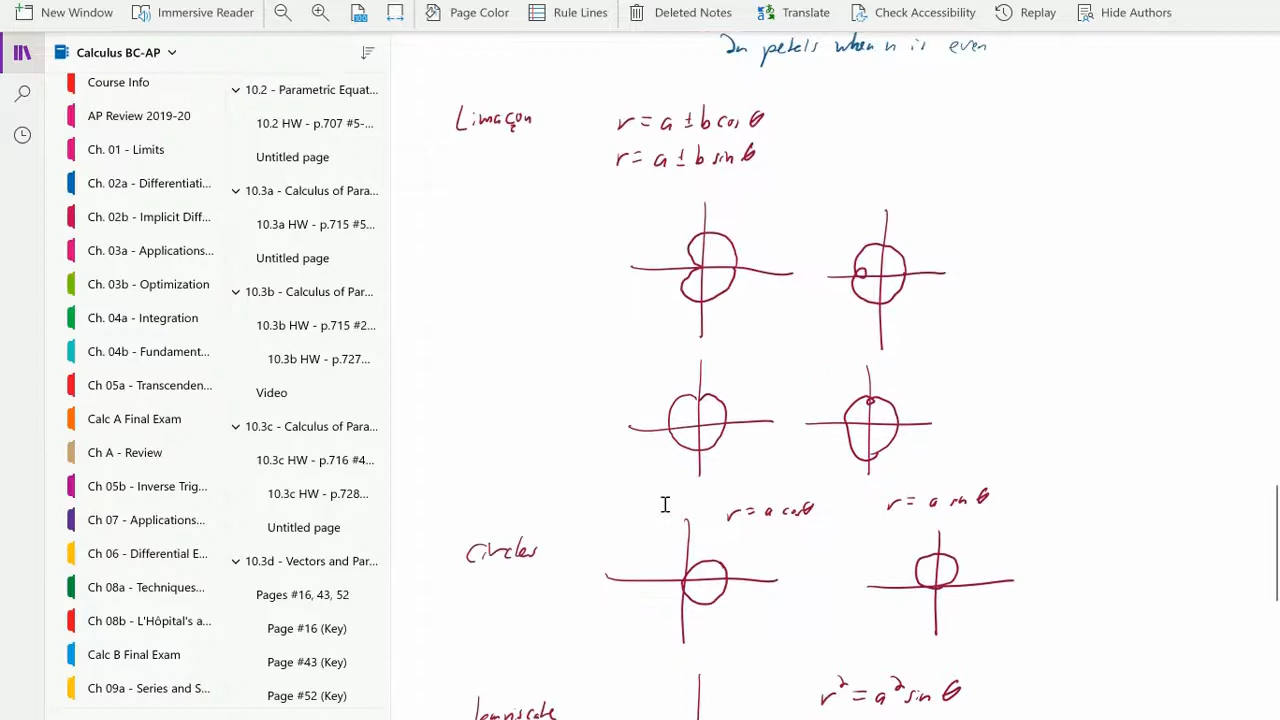 New Window Immersive Reader Page Color Rule Lines Deleted Notes Translate Check Accessibility Replay Hide Authors
Calculus BC-AP
Course Info
AP Review 2019-20
Ch. 01 - Limits
Ch. 02a - Differentiati...
Ch. 02b - Implicit Diff...
Ch. 03a - Applications...
Ch. 03b - Optimization
Ch. 04a - Integration
Ch. 04b - Fundament...
Ch 05a - Transcenden...
Calc A Final Exam
Ch A - Review
Ch 05b - Inverse Trig...
Ch 07 - Applications...
Ch 06 - Differential E...
Ch 08a - Techniques...
Ch 08b - L'Hôpital's a...
Calc B Final Exam
Ch 09a - Series and S...
10.2 - Parametric Equat...
10.2 HW - p.707 #5-...
Untitled page
10.3a - Calculus of Para...
10.3a HW - p.715 #5...
Untitled page
10.3b - Calculus of Par...
10.3b HW - p.715 #2...
10.3b HW - p.727...
Video
10.3c - Calculus of Para...
10.3c HW - p.716 #4...
10.3c HW - p.728...
Untitled page
10.3d - Vectors and Par...
Pages #16, 43, 52
Page #16 (Key)
Page #43 (Key)
Page #52 (Key)
2n petals when n is even
Limaçon r = a ± b cos θ
r = a ± b sin θ
r = a cos θ r = a sin θ
Circles
r² = a² sin θ
lemniscate